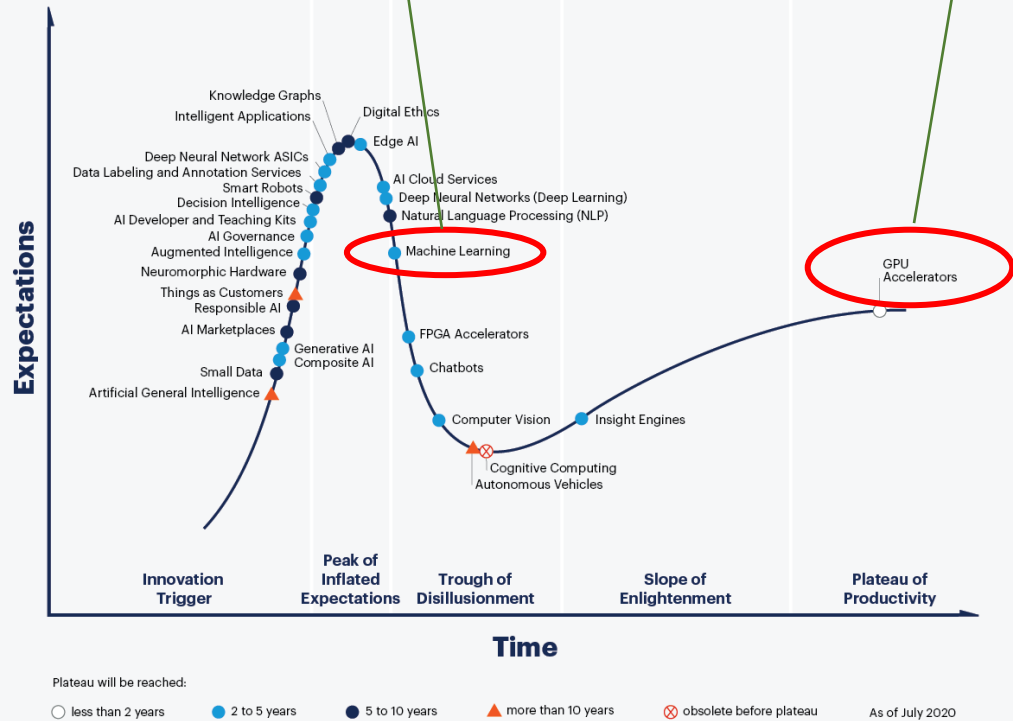 Knowledge Graphs
Digital Ethics
Intelligent Applications
Edge AI
Deep Neural Network ASICs
Data Labeling and Annotation Services
AI Cloud Services
Smart Robots
Deep Neural Networks (Deep Learning)
Decision Intelligence
Natural Language Processing (NLP)
AI Developer and Teaching Kits
AI Governance
Augmented Intelligence
Machine Learning
GPU
Accelerators
Neuromorphic Hardware
Things as Customers
Responsible AI
AI Marketplaces
FPGA Accelerators
Generative AI
Composite AI
Chatbots
Small Data
Artificial General Intelligence
Computer Vision
Insight Engines
Cognitive Computing
Autonomous Vehicles
Expectations
Innovation
Trigger
Peak of
Inflated
Expectations
Trough of
Disillusionment
Slope of
Enlightenment
Plateau of
Productivity
Time
Plateau will be reached:
less than 2 years
2 to 5 years
5 to 10 years
more than 10 years
obsolete before plateau
As of July 2020